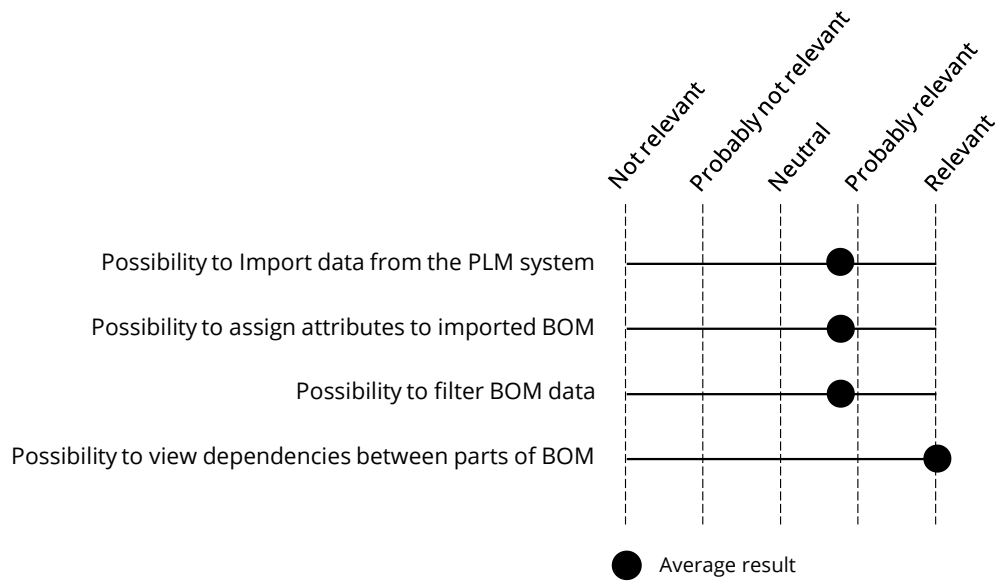 Not relevant
Probably not relevant
Neutral
Probably relevant
Relevant
Possibility to Import data from the PLM system
Possibility to assign attributes to imported BOM
Possibility to filter BOM data
Possibility to view dependencies between parts of BOM
Average result